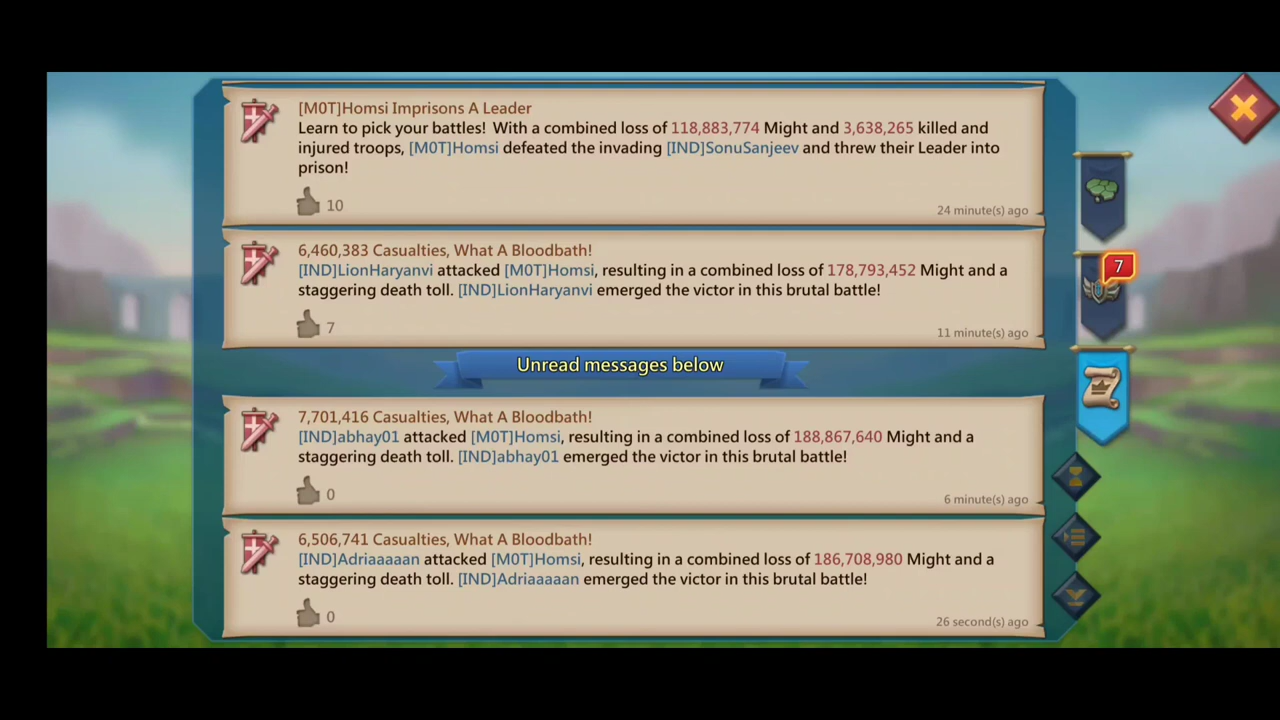 [M0T]Homsi Imprisons A Leader
Learn to pick your battles! With a combined loss of 118,883,774 Might and 3,638,265 killed and
injured troops, [M0T]Homsi defeated the invading [IND]SonuSanjeev and threw their Leader into
prison!
10
24 minute(s) ago
6,460,383 Casualties, What A Bloodbath!
[IND]LionHaryanvi attacked [M0T]Homsi, resulting in a combined loss of 178,793,452 Might and a
staggering death toll. [IND]LionHaryanvi emerged the victor in this brutal battle!
7
11 minute(s) ago
7
Unread messages below
7,701,416 Casualties, What A Bloodbath!
[IND]abhay01 attacked [M0T]Homsi, resulting in a combined loss of 188,867,640 Might and a
staggering death toll. [IND]abhay01 emerged the victor in this brutal battle!
0
6 minute(s) ago
6,506,741 Casualties, What A Bloodbath!
[IND]Adriaaaaan attacked [M0T]Homsi, resulting in a combined loss of 186,708,980 Might and a
staggering death toll. [IND]Adriaaaaan emerged the victor in this brutal battle!
0
26 second(s) ago